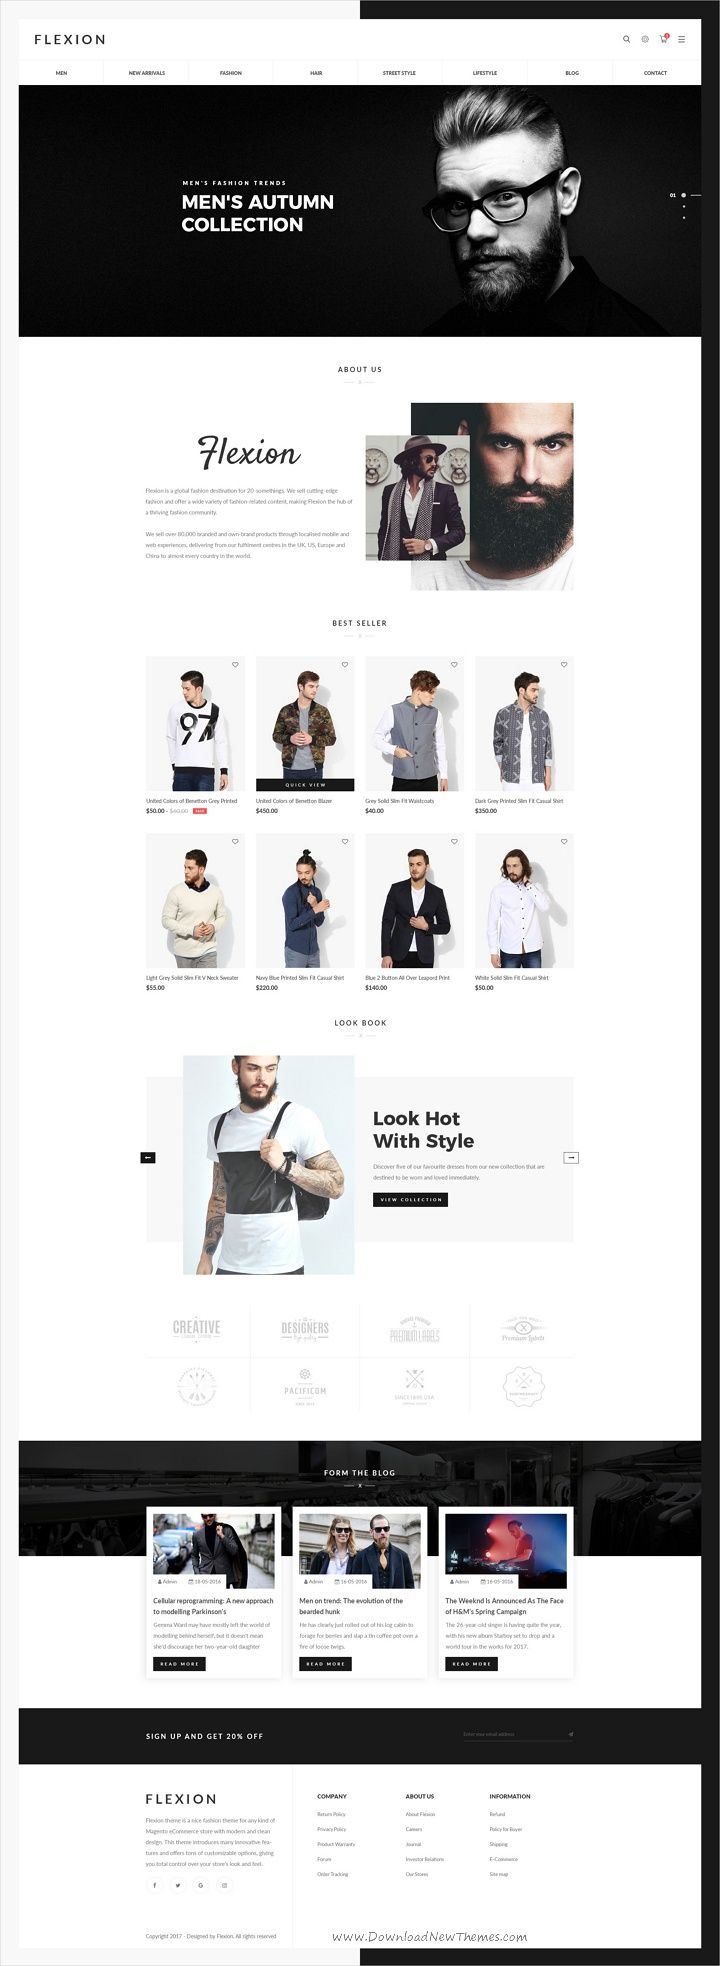 FLEXION
1
MEN
NEW ARRIVALS
FASHION
HAIR
STREET STYLE
LIFESTYLE
BLOG
CONTACT
MEN'S FASHION TRENDS
MEN'S AUTUMN
COLLECTION
01
ABOUT US
Flexion
Flexion is a global fashion destination for 20-somethings. We sell cutting-edge
fashion and offer a wide variety of fashion-related content, making Flexion the hub of
a thriving fashion community.
We sell over 80,000 branded and own-brand products through localised mobile and
web experiences, delivering from our fulfilment centres in the UK, US, Europe and
China to almost every country in the world.
BEST SELLER
97
QUICK VIEW
United Colors of Benetton Grey Printed
$50.00 - $60.00 SALE
United Colors of Benetton Blazer
$450.00
Grey Solid Slim Fit Waistcoats
$40.00
Dark Grey Printed Slim Fit Casual Shirt
$350.00
Light Grey Solid Slim Fit V Neck Sweater
$55.00
Navy Blue Printed Slim Fit Casual Shirt
$220.00
Blue 2 Button All Over Leapord Print
$140.00
White Solid Slim Fit Casual Shirt
$50.00
LOOK BOOK
Look Hot
With Style
Discover five of our favourite dresses from our new collection that are
destined to be worn and loved immediately.
VIEW COLLECTION
CREATIVE
DESIGNERS
High quality
PREMIUM LABELS
Premium Labels
PACIFICOM
SINCE 1800 USA
FORM THE BLOG
X
Admin 18-05-2016
Cellular reprogramming: A new approach
to modelling Parkinson's
Gemma Ward may have mostly left the world of
modelling behind herself, but it doesn't mean
she'd discourage her two-year-old daughter
READ MORE
Admin 16-05-2016
Men on trend: The evolution of the
bearded hunk
He has clearly just rolled out of his log cabin to
forage for berries and slap a tin coffee pot over a
fire of loose twigs.
READ MORE
Admin 16-05-2016
The Weeknd Is Announced As The Face
of H&M's Spring Campaign
The 26-year-old singer is having quite the year,
with his new album Starboy set to drop and a
world tour in the works for 2017.
READ MORE
SIGN UP AND GET 20% OFF
Enter your email address
FLEXION
Flexion theme is a nice fashion theme for any kind of
Magento eCommerce store with modern and clean
design. This theme introduces many innovative fea-
tures and offers tons of customizable options, giving
you total control over your store's look and feel.
COMPANY
Return Policy
Privacy Policy
Product Warranty
Forum
Order Tracking
ABOUT US
About Flexion
Careers
Journal
Investor Relations
Our Stores
INFORMATION
Refund
Policy for Buyer
Shipping
E-Commerce
Site map
Copyright 2017 - Designed by Flexion. All rights reserved
www.DownloadNewThemes.com